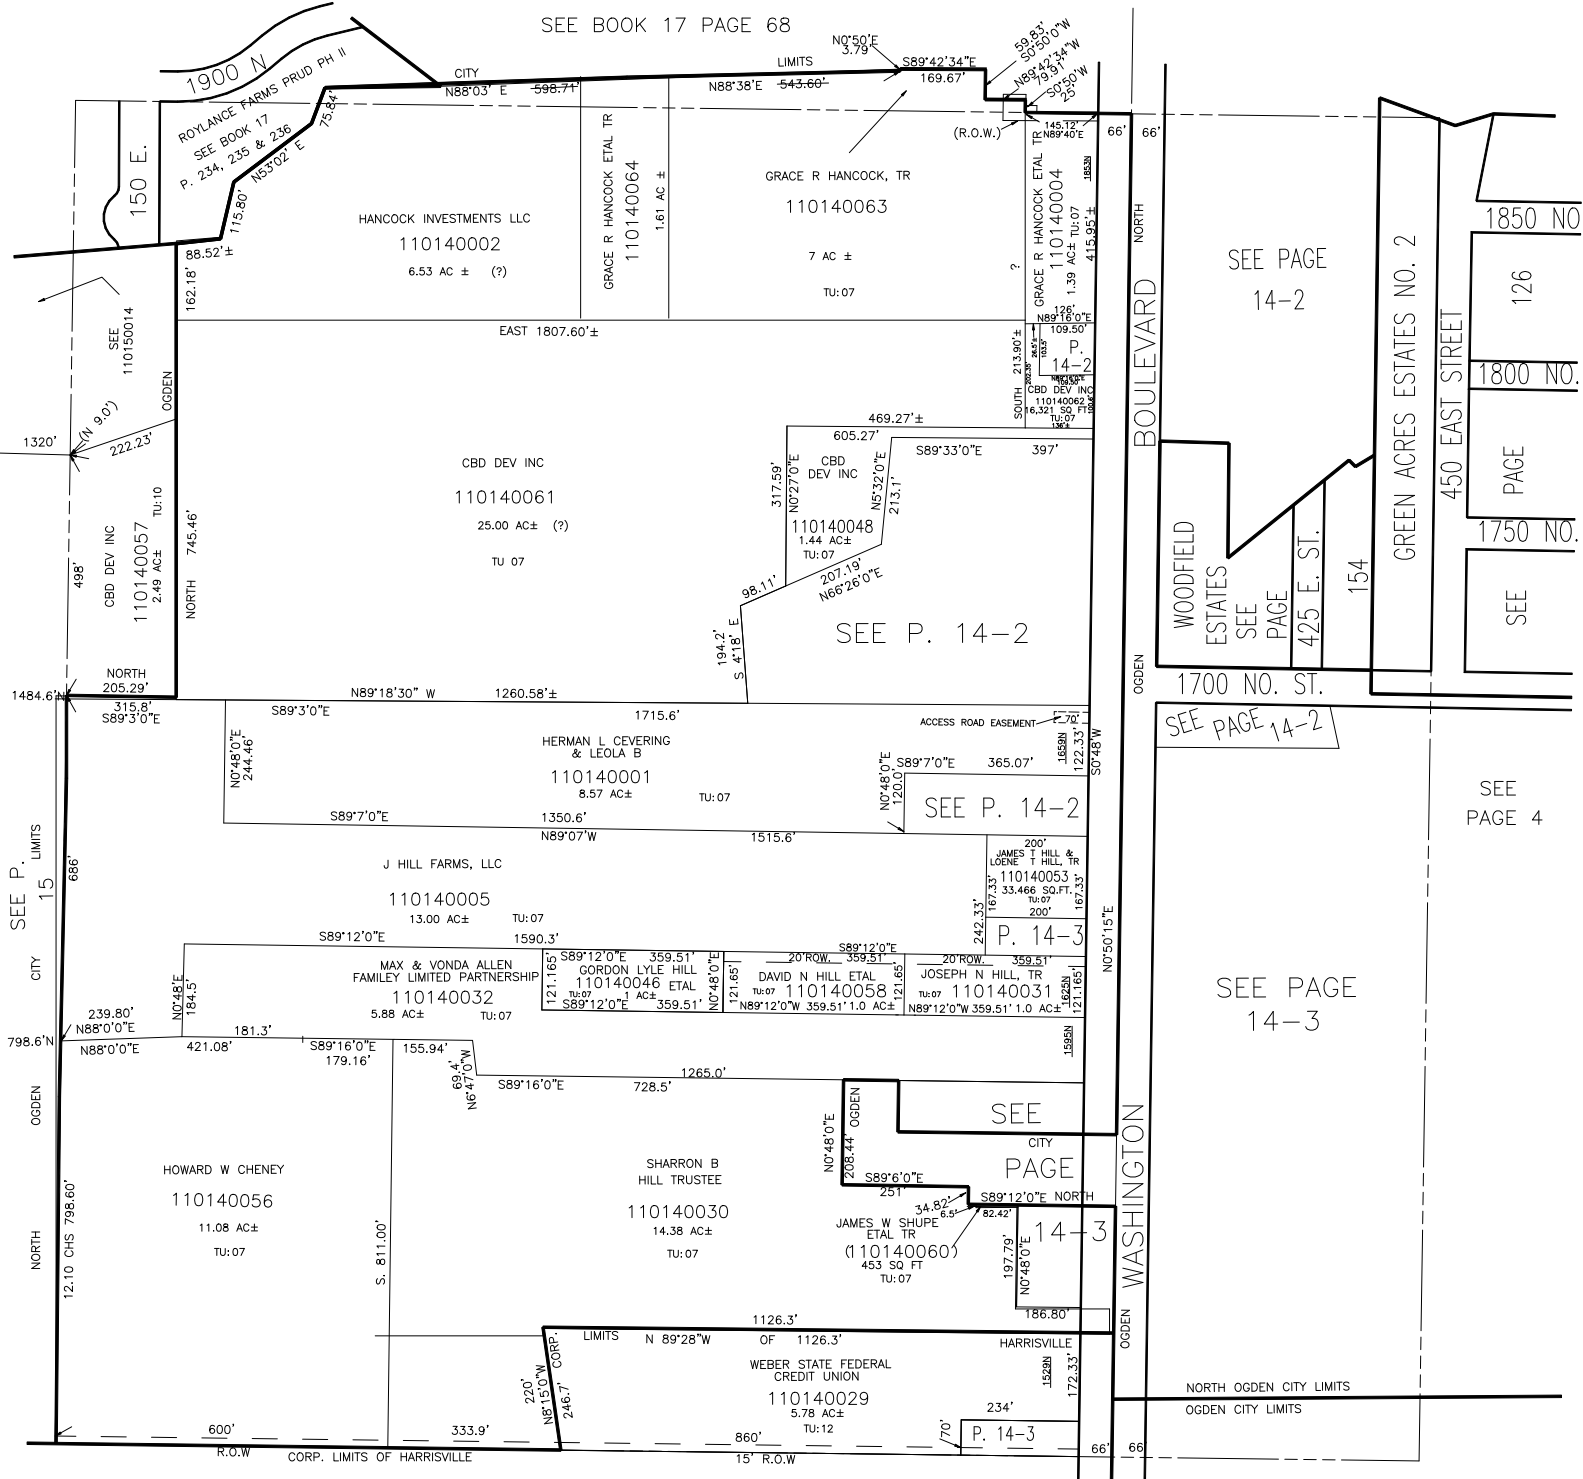 SEE BOOK 17 PAGE 68
1900 N
ROYLANCE FARMS PRUD PH II
SEE BOOK 17
P. 234, 235 & 236
150 E.
75.84'
N53°02' E
115.80'
88.52'±
162.18'
CITY
N88°03' E 598.71'
LIMITS
N88°38'E 543.60'
N0°50'E
3.79'
S89°42'34"E
169.67'
59.83'
S0°50'0"W
N89°42'34"W
79.91'
S0°50'W
25'
(R.O.W.)
145.12'
N89°40'E
66' 66'
HANCOCK INVESTMENTS LLC
110140002
6.53 AC ± (?)
GRACE R HANCOCK ETAL TR
110140064
1.61 AC ±
GRACE R HANCOCK, TR
110140063
7 AC ±
TU:07
?
GRACE R HANCOCK ETAL TR
110140004
1.39 AC± TU:07
415.95'±
1853N
126'
N89°16'0"E
109.50'
P.
14-2
26.5'±
103.5'
202.35'
N89°16'0"E
109.50'
CBD DEV INC
110140062
16,321 SQ FT
TU:07
136'±
SOUTH 213.90'±
EAST 1807.60'±
SEE
110150014
OGDEN
(N 9.0')
222.23'
1320'
498'
CBD DEV INC
110140057
2.49 AC±
TU:10
NORTH 745.46'
NORTH
205.29'
1484.6'N
CBD DEV INC
110140061
25.00 AC± (?)
TU 07
469.27'±
605.27'
317.59'
N0°27'0"E
CBD
DEV INC
110140048
1.44 AC±
TU:07
N5°32'0"E
213.1'
S89°33'0"E 397'
207.19'
N66°26'0"E
98.11'
194.2'
S 4°18' E
SEE P. 14-2
NORTH
BOULEVARD
OGDEN
SEE PAGE
14-2
WOODFIELD
ESTATES
SEE
PAGE
425 E. ST.
154
GREEN ACRES ESTATES NO. 2
450 EAST STREET
1850 NO
126
1800 NO.
PAGE
1750 NO.
SEE
1700 NO. ST.
SEE PAGE 14-2
SEE
PAGE 4
315.8'
S89°3'0"E
N89°18'30" W 1260.58'±
S89°3'0"E
1715.6'
N0°48'0"E
244.46'
HERMAN L CEVERING
& LEOLA B
110140001
8.57 AC± TU:07
ACCESS ROAD EASEMENT
70'
1659N
122.33'
S0°48'W
S89°7'0"E 365.07'
N0°48'0"E
120.0'
SEE P. 14-2
S89°7'0"E 1350.6'
N89°07'W
1515.6'
SEE P.
15
LIMITS
CITY
OGDEN
NORTH
686'
J HILL FARMS, LLC
110140005
13.00 AC± TU:07
200'
JAMES T HILL &
LOENE T HILL, TR
110140053
33.466 SQ.FT.
TU:07
200'
167.33'
167.33'
242.33'
P. 14-3
N0°50'15"E
S89°12'0"E
1590.3'
S89°12'0"E
N0°48'E
184.5'
MAX & VONDA ALLEN
FAMILEY LIMITED PARTNERSHIP
110140032
5.88 AC± TU:07
121.165'
S89°12'0"E 359.51'
GORDON LYLE HILL
110140046 ETAL
TU:07 1 AC±
S89°12'0"E 359.51'
N0°48'0"E
121.65'
20'ROW. 359.51'
DAVID N HILL ETAL
TU:07 110140058
N89°12'0"W 359.51' 1.0 AC±
121.65'
20'ROW. 359.51'
JOSEPH N HILL, TR
TU:07 110140031
N89°12'0"W 359.51' 1.0 AC±
1625N
121.165'
SEE PAGE
14-3
239.80'
N88°0'0"E
798.6'N
N88°0'0"E
181.3'
421.08'
S89°16'0"E
179.16'
155.94'
69.4'
N6°47'0"W
S89°16'0"E
1265.0'
728.5'
1595N
SEE
OGDEN
CITY
PAGE
NORTH
14-3
N0°48'0"E
208.44'
S89°6'0"E
251'
34.82'
6.5'
S89°12'0"E
82.42'
HOWARD W CHENEY
110140056
11.08 AC±
TU:07
12.10 CHS 798.60'
S. 811.00'
SHARRON B
HILL TRUSTEE
110140030
14.38 AC±
TU:07
JAMES W SHUPE
ETAL TR
(110140060)
453 SQ FT
TU:07
197.79'
N0°48'0"E
186.80'
WASHINGTON
OGDEN
1126.3'
LIMITS N 89°28"W OF 1126.3' HARRISVILLE
CORP.
220'
N8°15'0"W
246.7'
WEBER STATE FEDERAL
CREDIT UNION
110140029
5.78 AC±
TU:12
1529N
172.33'
234'
P. 14-3
70'
NORTH OGDEN CITY LIMITS
OGDEN CITY LIMITS
600'
R.O.W
CORP. LIMITS OF HARRISVILLE
333.9'
860'
15' R.O.W
66' 66